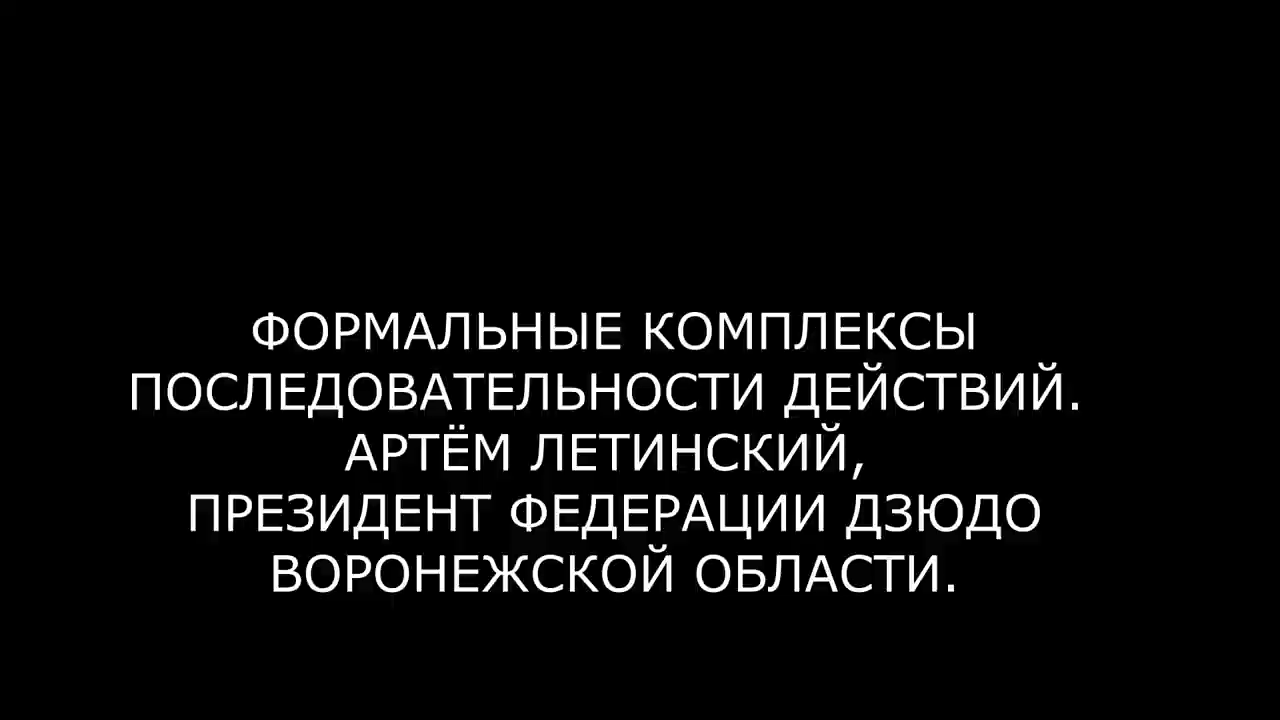 ФОРМАЛЬНЫЕ КОМПЛЕКСЫ
ПОСЛЕДОВАТЕЛЬНОСТИ ДЕЙСТВИЙ.
АРТЁМ ЛЕТИНСКИЙ,
ПРЕЗИДЕНТ ФЕДЕРАЦИИ ДЗЮДО
ВОРОНЕЖСКОЙ ОБЛАСТИ.